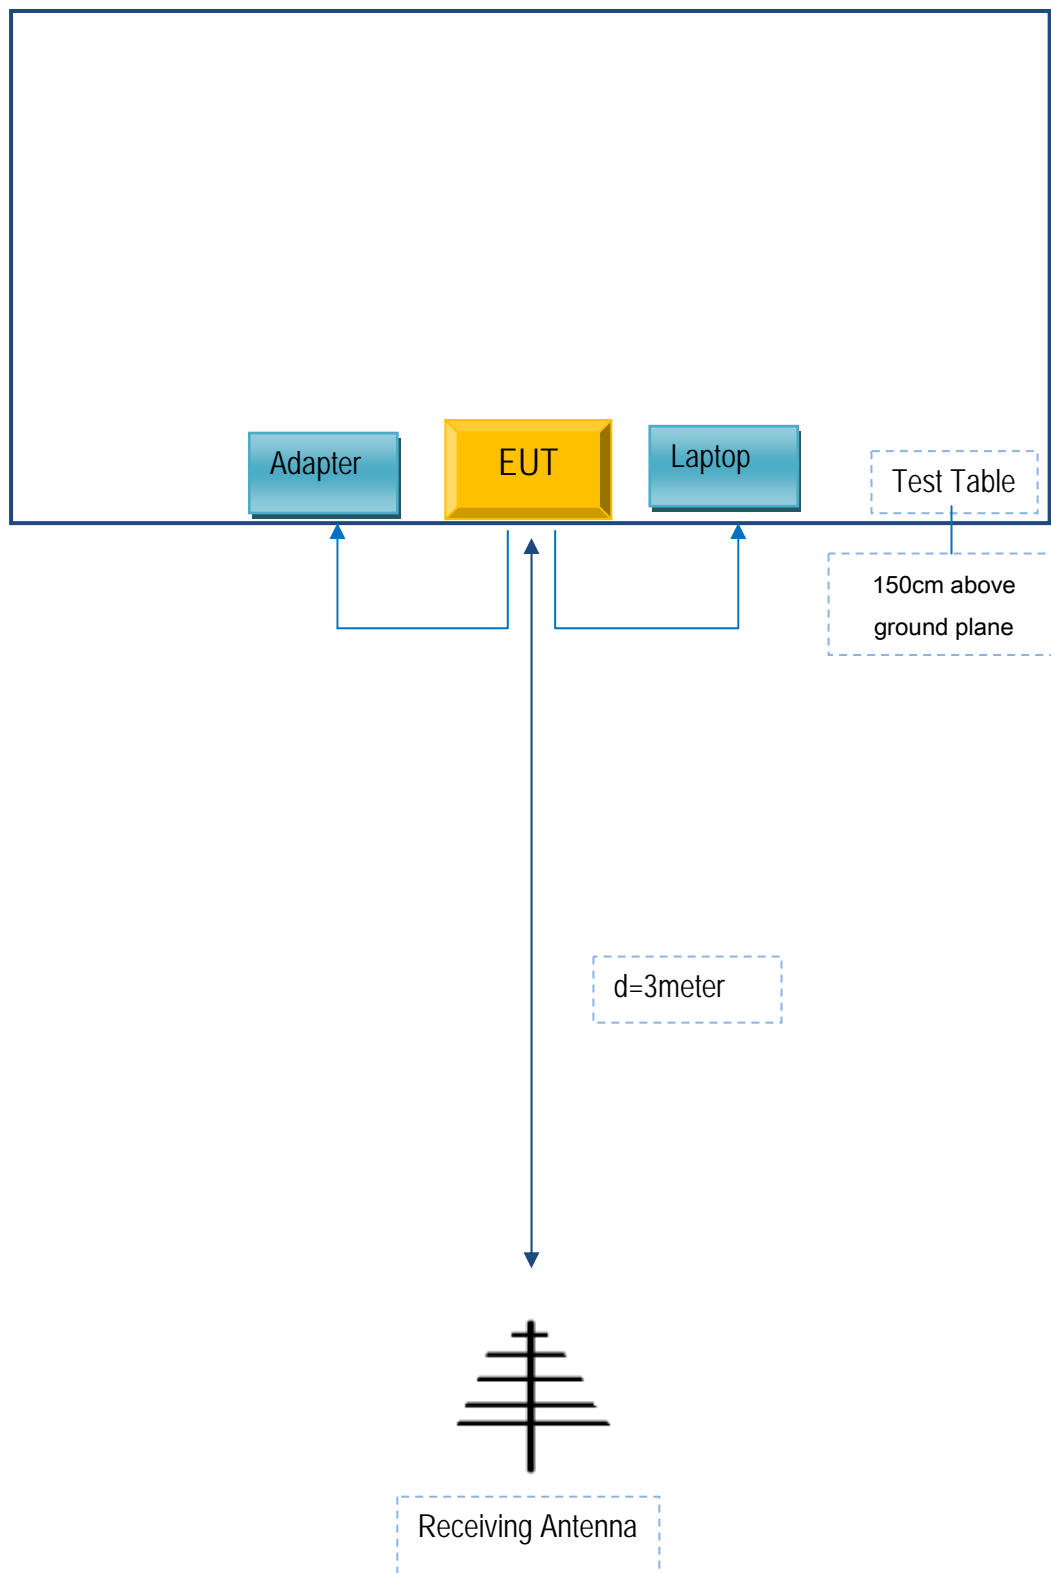 Adapter
EUT
Laptop
Test Table
150cm above
ground plane
d=3meter
Receiving Antenna